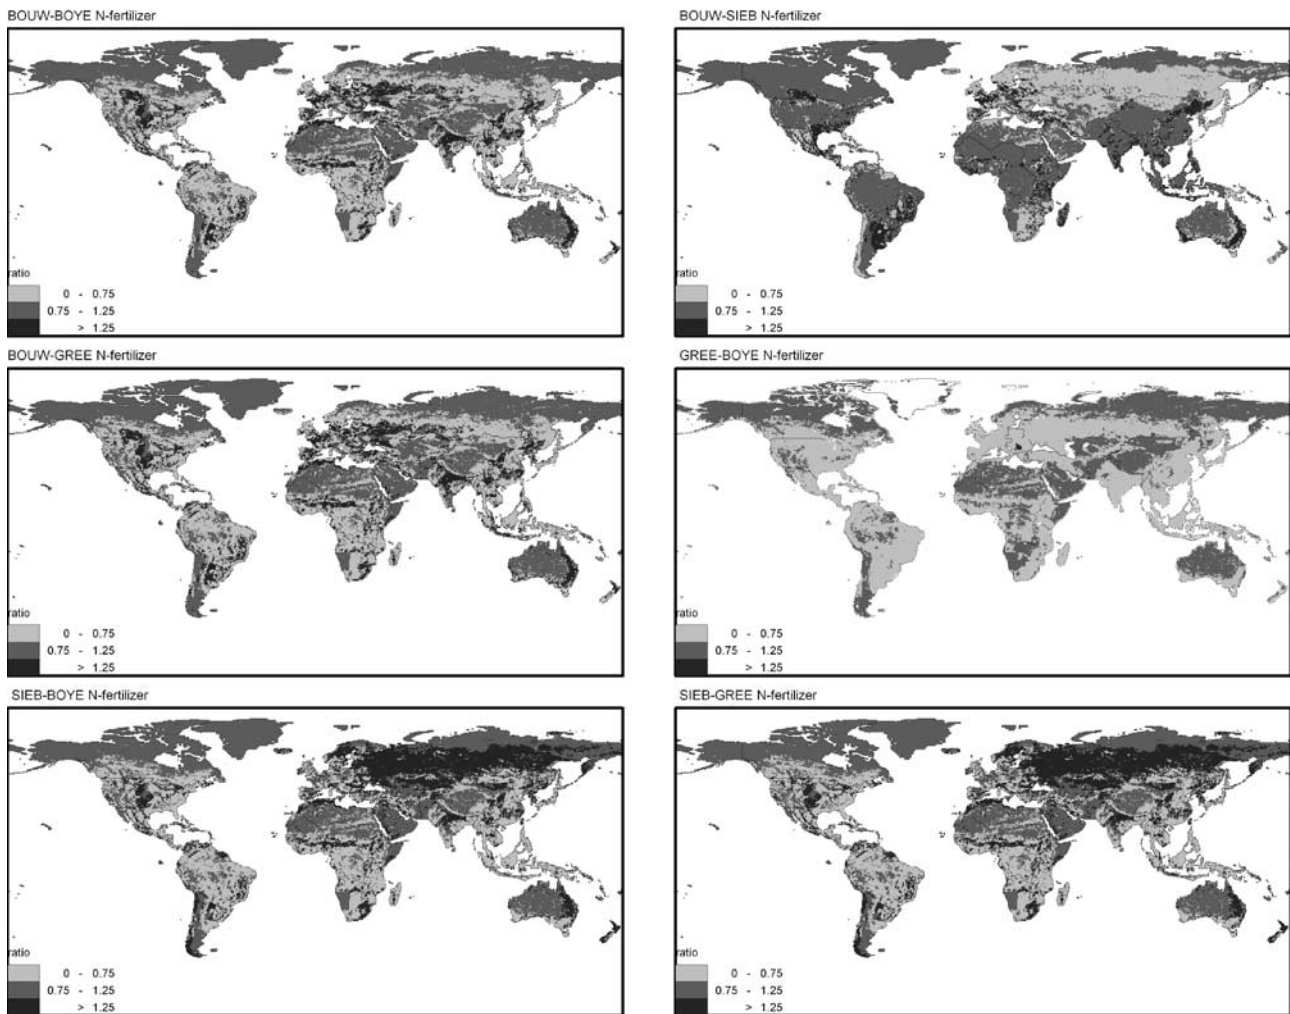 BOUW-BOYE N-fertilizer
ratio
0 - 0.75
0.75 - 1.25
> 1.25
BOUW-SIEB N-fertilizer
ratio
0 - 0.75
0.75 - 1.25
> 1.25
BOUW-GREE N-fertilizer
ratio
0 - 0.75
0.75 - 1.25
> 1.25
GREE-BOYE N-fertilizer
ratio
0 - 0.75
0.75 - 1.25
> 1.25
SIEB-BOYE N-fertilizer
ratio
0 - 0.75
0.75 - 1.25
> 1.25
SIEB-GREE N-fertilizer
ratio
0 - 0.75
0.75 - 1.25
> 1.25